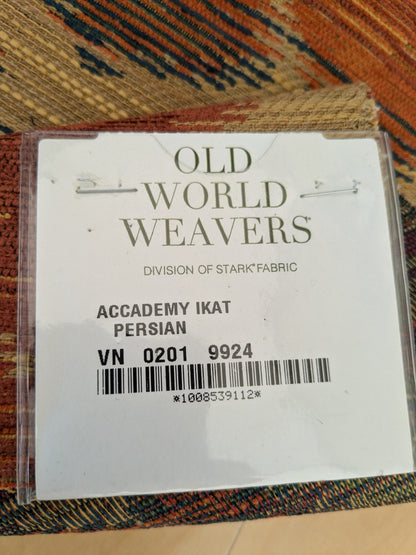 OLD
WORLD
WEAVERS
DIVISION OF STARK® FABRIC
ACCADEMY IKAT
PERSIAN
VN 0201 9924
*1008539112*